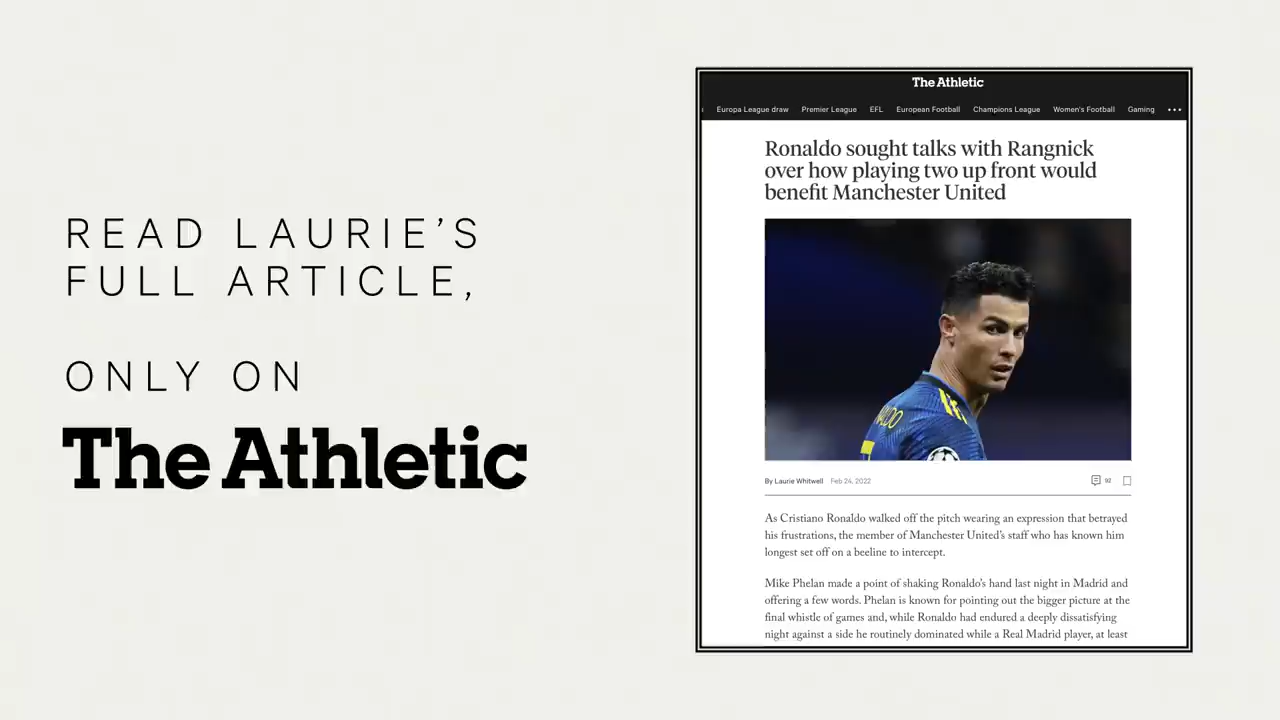 READ LAURIE'S
FULL ARTICLE,
ONLY ON
The Athletic
The Athletic
Europa League draw Premier League EFL European Football Champions League Women's Football Gaming
Ronaldo sought talks with Rangnick
over how playing two up front would
benefit Manchester United
By Laurie Whitwell Feb 24, 2022 92
As Cristiano Ronaldo walked off the pitch wearing an expression that betrayed
his frustrations, the member of Manchester United's staff who has known him
longest set off on a beeline to intercept.
Mike Phelan made a point of shaking Ronaldo's hand last night in Madrid and
offering a few words. Phelan is known for pointing out the bigger picture at the
final whistle of games and, while Ronaldo had endured a deeply dissatisfying
night against a side he routinely dominated while a Real Madrid player, at least